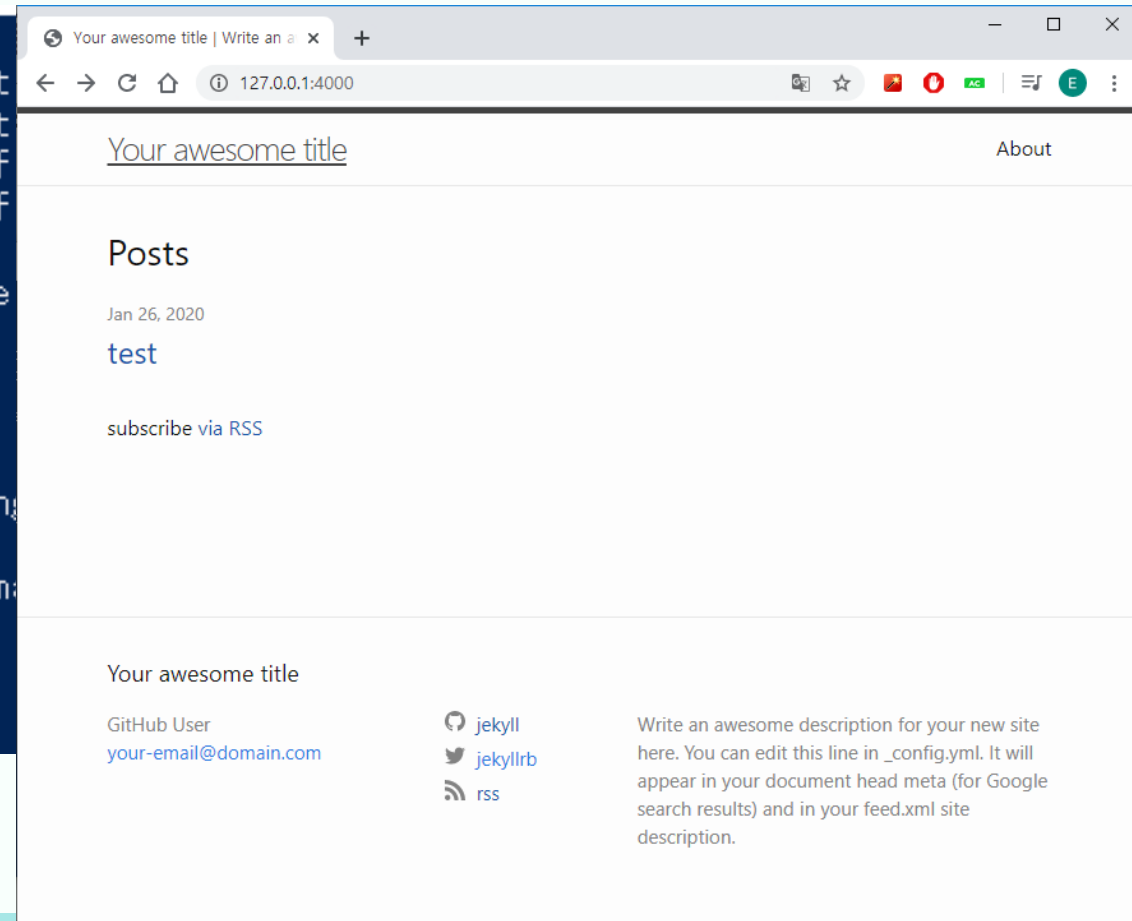 Your awesome title | Write an a
127.0.0.1:4000
AC
E
Your awesome title
About
Posts
Jan 26, 2020
test
subscribe via RSS
Your awesome title
GitHub User
your-email@domain.com
jekyll
jekyllrb
rss
Write an awesome description for your new site
here. You can edit this line in _config.yml. It will
appear in your document head meta (for Google
search results) and in your feed.xml site
description.